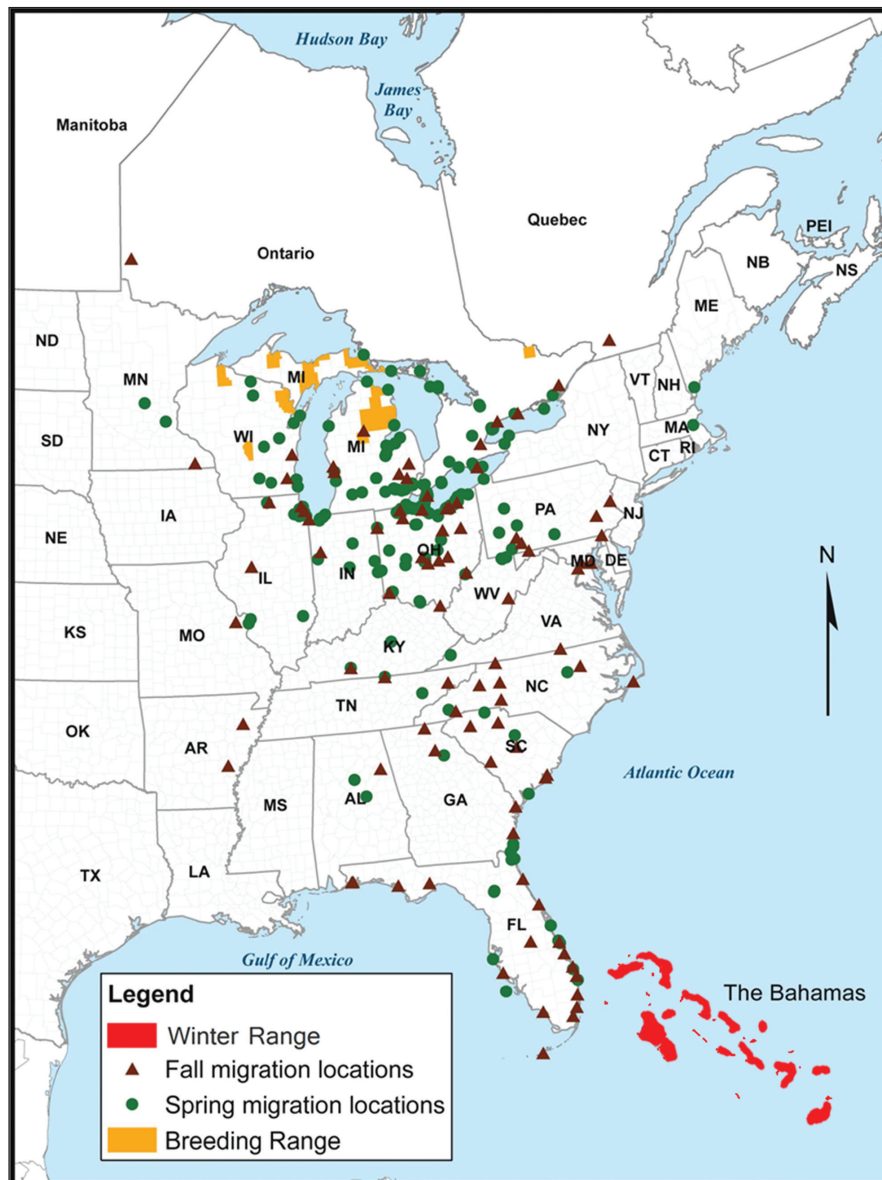 Hudson Bay
James
Bay
Manitoba
Quebec
PEI
Ontario
NB
NS
ME
ND
MN
MI
VT
NH
WI
MI
NY
MA
SD
CT
RI
IA
PA
NJ
NE
OH
MD
DE
IL
IN
WV
N
KS
MO
VA
KY
NC
TN
OK
AR
SC
Atlantic Ocean
MS
AL
GA
TX
LA
FL
Gulf of Mexico
The Bahamas
Legend
Winter Range
Fall migration locations
Spring migration locations
Breeding Range